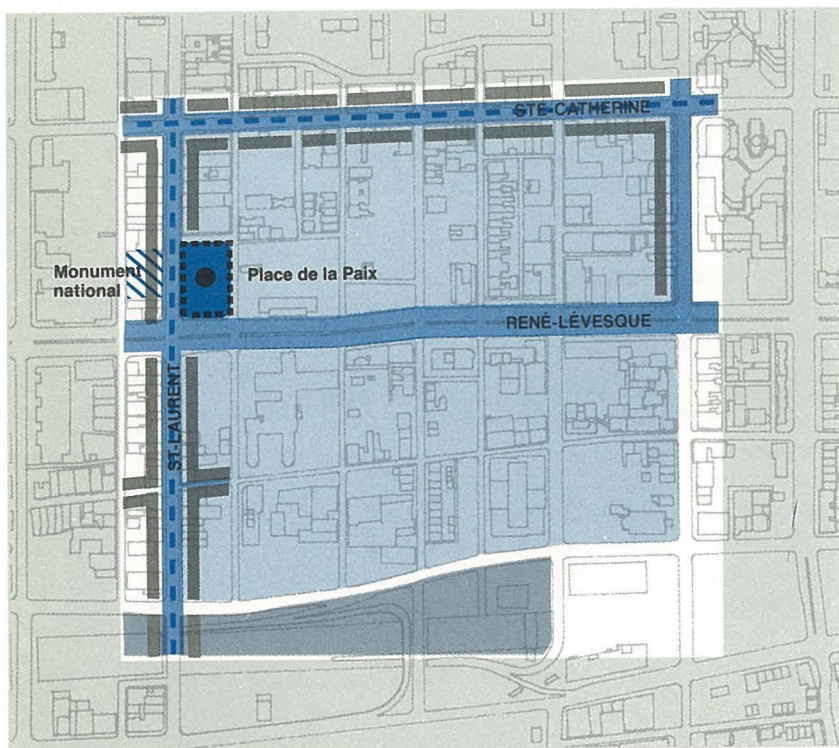 STE-CATHERINE
Monument
national
Place de la Paix
RENÉ-LÉVESQUE
ST-LAURENT